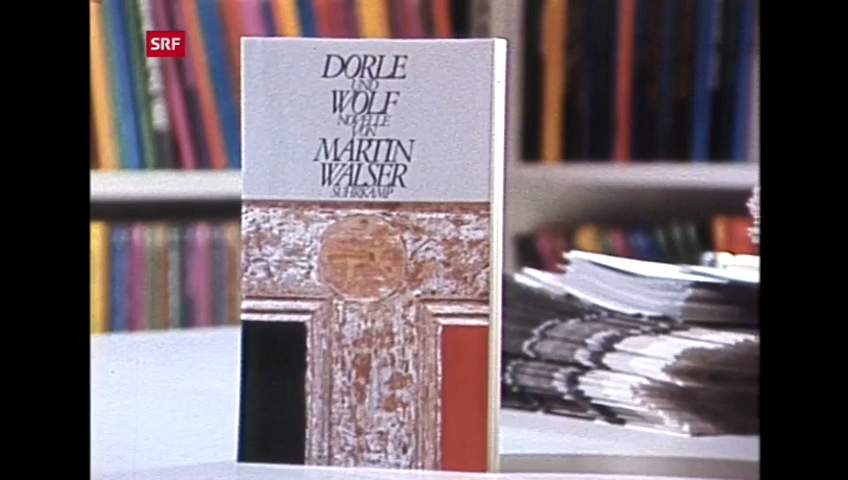 SRF
DORLE
UND
WOLF
NOVELLE
VON
MARTIN
WALSER
SUHRKAMP